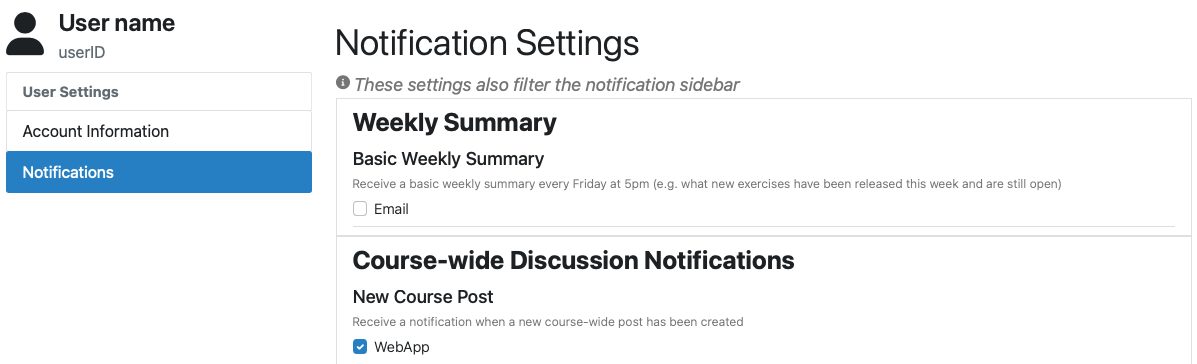 User name
userID
User Settings
Account Information
Notifications
Notification Settings
These settings also filter the notification sidebar
Weekly Summary
Basic Weekly Summary
Receive a basic weekly summary every Friday at 5pm (e.g. what new exercises have been released this week and are still open)
Email
Course-wide Discussion Notifications
New Course Post
Receive a notification when a new course-wide post has been created
WebApp